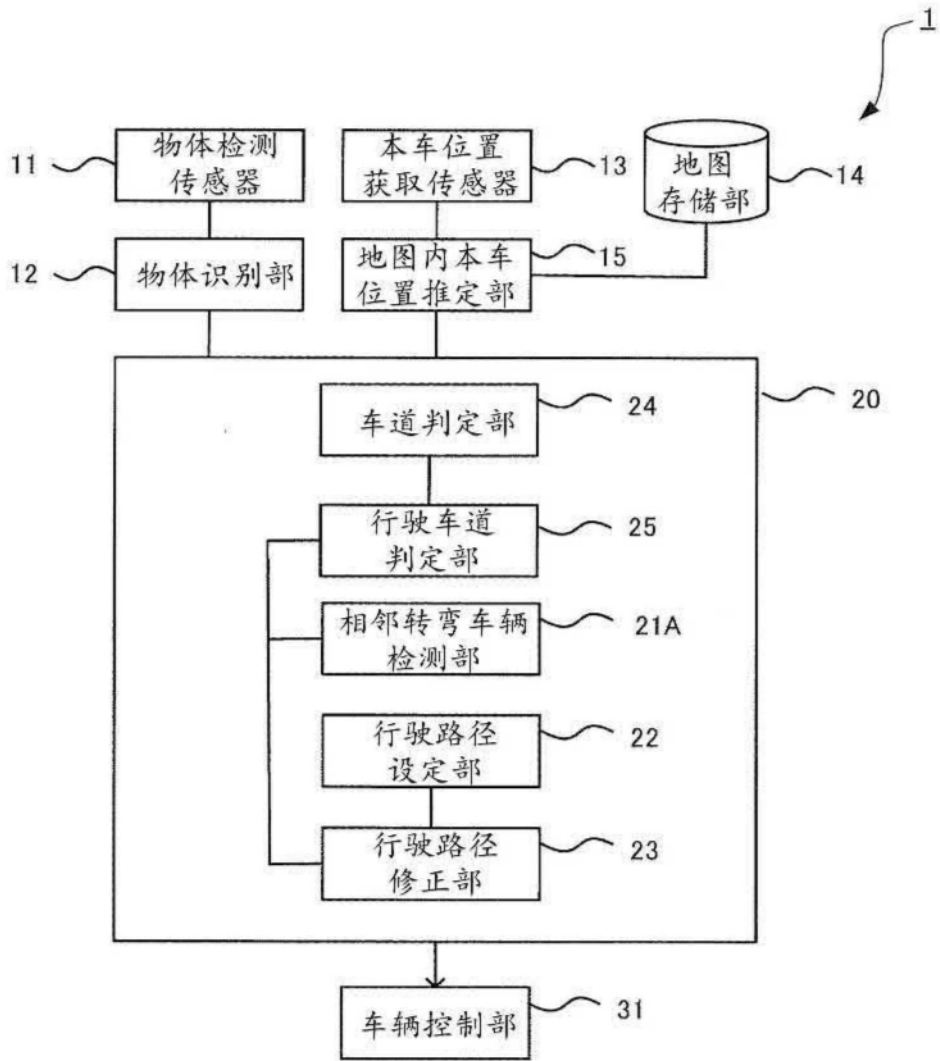 1
11
物体检测
传感器
本车位置
获取传感器
13
地图
存储部
14
12
物体识别部
地图内本车
位置推定部
15
车道判定部
24
20
行驶车道
判定部
25
相邻转弯车辆
检测部
21A
行驶路径
设定部
22
行驶路径
修正部
23
车辆控制部
31